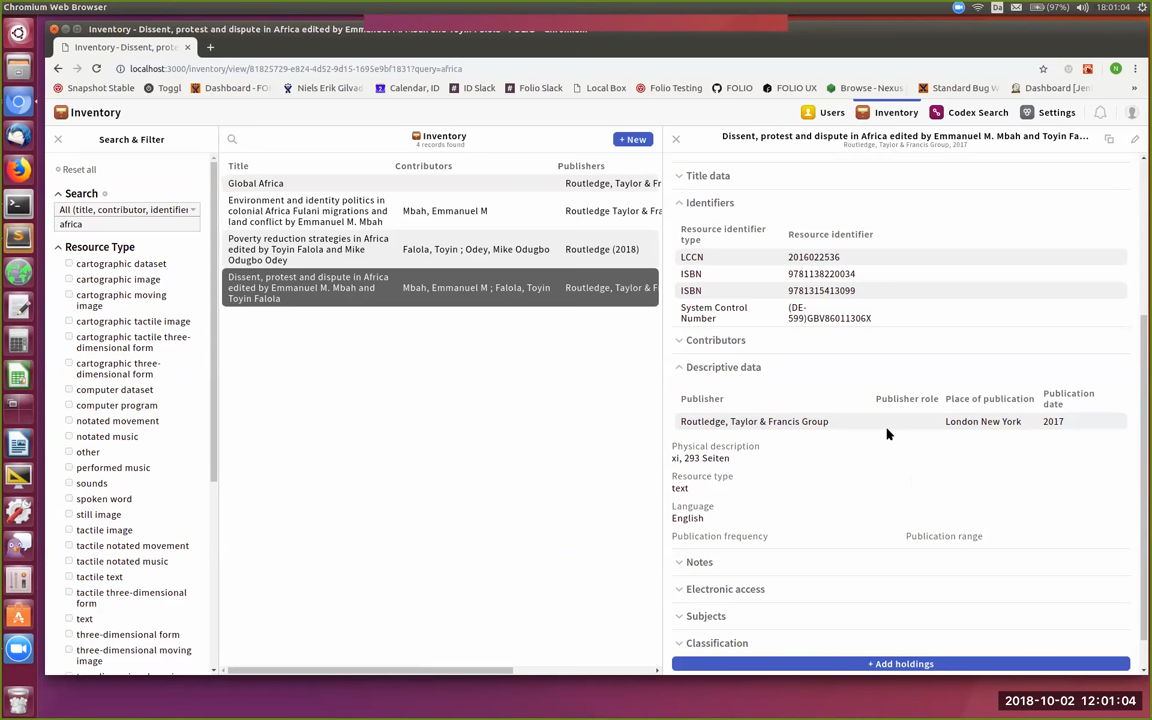 Chromium Web Browser
Da
(97%)
18:01:04
Inventory - Dissent, protest and dispute in Africa edited by
Inventory - Dissent, prote
localhost:3000/inventory/view/81825729-e824-4d52-9d15-1695e9bf1831?query=africa
N
Snapshot Stable
Toggl
Dashboard - FO
Niels Erik Gilvad
Calendar, ID
ID Slack
Folio Slack
Local Box
Folio Testing
FOLIO
FOLIO UX
Browse - Nexus
Standard Bug W
Dashboard [Jen
»
Inventory
Users
Inventory
Codex Search
Settings
Search & Filter
Inventory
4 records found
+ New
Dissent, protest and dispute in Africa edited by Emmanuel M. Mbah and Toyin Fa...
Routledge, Taylor & Francis Group, 2017
Reset all
Search
All (title, contributor, identifier
africa
Resource Type
cartographic dataset
cartographic image
cartographic moving
image
cartographic tactile image
cartographic tactile three-
dimensional form
cartographic three-
dimensional form
computer dataset
computer program
notated movement
notated music
other
performed music
sounds
spoken word
still image
tactile image
tactile notated movement
tactile notated music
tactile text
tactile three-dimensional
form
text
three-dimensional form
three-dimensional moving
image
Title
Contributors
Publishers
Global Africa
Routledge, Taylor & Fr
Environment and identity politics in
colonial Africa Fulani migrations and
land conflict by Emmanuel M. Mbah
Mbah, Emmanuel M
Routledge Taylor & Fra
Poverty reduction strategies in Africa
edited by Toyin Falola and Mike
Odugbo Odey
Falola, Toyin ; Odey, Mike Odugbo
Routledge (2018)
Dissent, protest and dispute in Africa
edited by Emmanuel M. Mbah and
Toyin Falola
Mbah, Emmanuel M ; Falola, Toyin
Routledge, Taylor & F
Title data
Identifiers
Resource identifier
type
Resource identifier
LCCN
2016022536
ISBN
9781138220034
ISBN
9781315413099
System Control
Number
(DE-
599)GBV86011306X
Contributors
Descriptive data
Publisher
Publisher role
Place of publication
Publication
date
Routledge, Taylor & Francis Group
London New York
2017
Physical description
xi, 293 Seiten
Resource type
text
Language
English
Publication frequency
Publication range
Notes
Electronic access
Subjects
Classification
+ Add holdings
2018-10-02 12:01:04